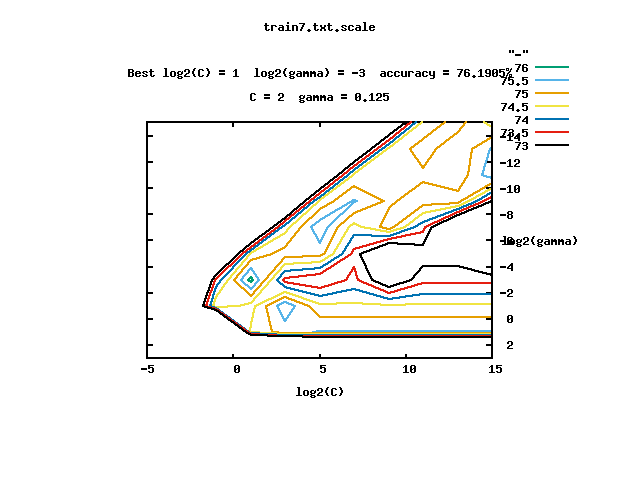 train7.txt.scale
"-"
Best log2(C) = 1  log2(gamma) = -3  accuracy = 76.1905%
C = 2  gamma = 0.125
76
75.5
75
74.5
74
73.5
73
-14
-12
-10
-8
-6
-4
-2
0
2
log2(gamma)
-5 0 5 10 15
log2(C)